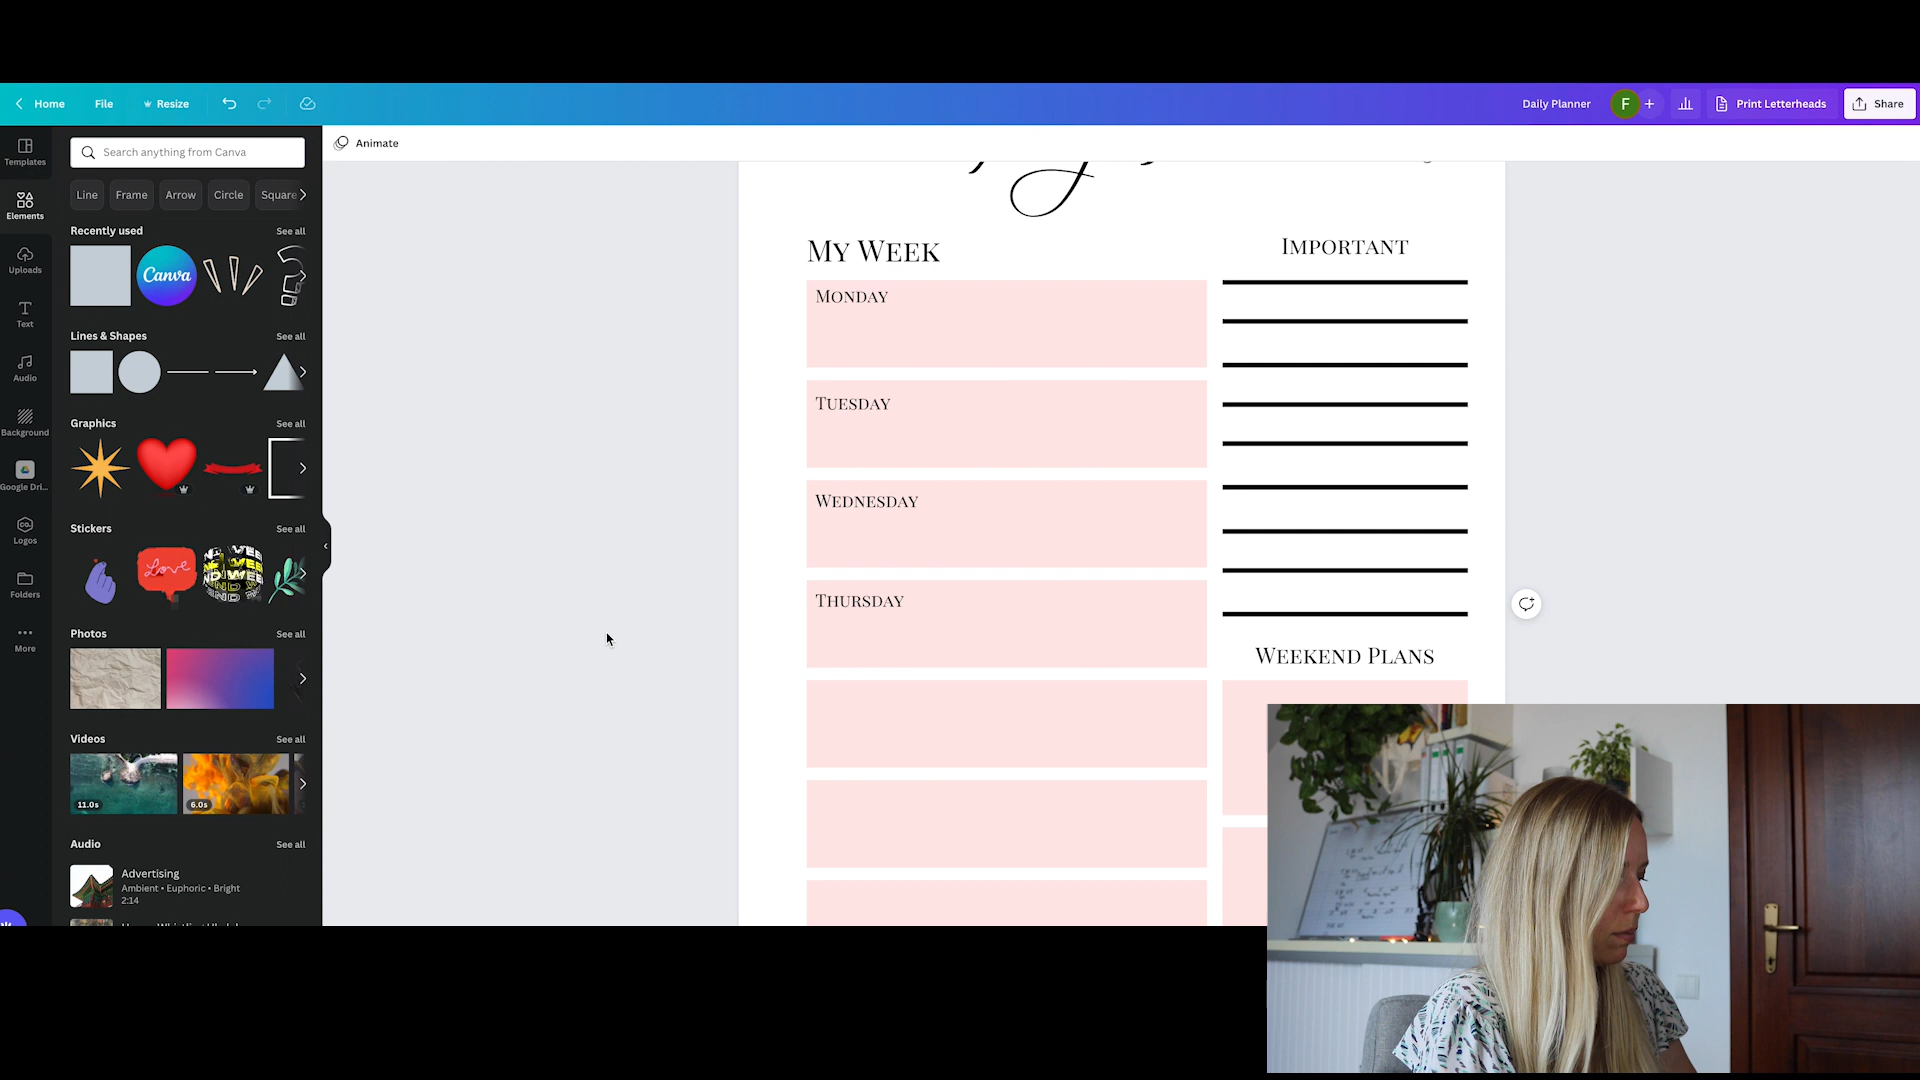 Home File Resize Daily Planner F Print Letterheads Share
Templates
Search anything from Canva
Animate
Line Frame Arrow Circle Square
Elements
Recently used See all
Uploads
Canva
Text
Lines & Shapes See all
Audio
Graphics See all
Background
Google Dri...
Stickers See all
Logos
Love
Folders
Photos See all
More
Videos See all
11.0s 6.0s
Audio See all
Advertising
Ambient • Euphoric • Bright
2:14
My Week
Monday
Tuesday
Wednesday
Thursday
Important
Weekend Plans